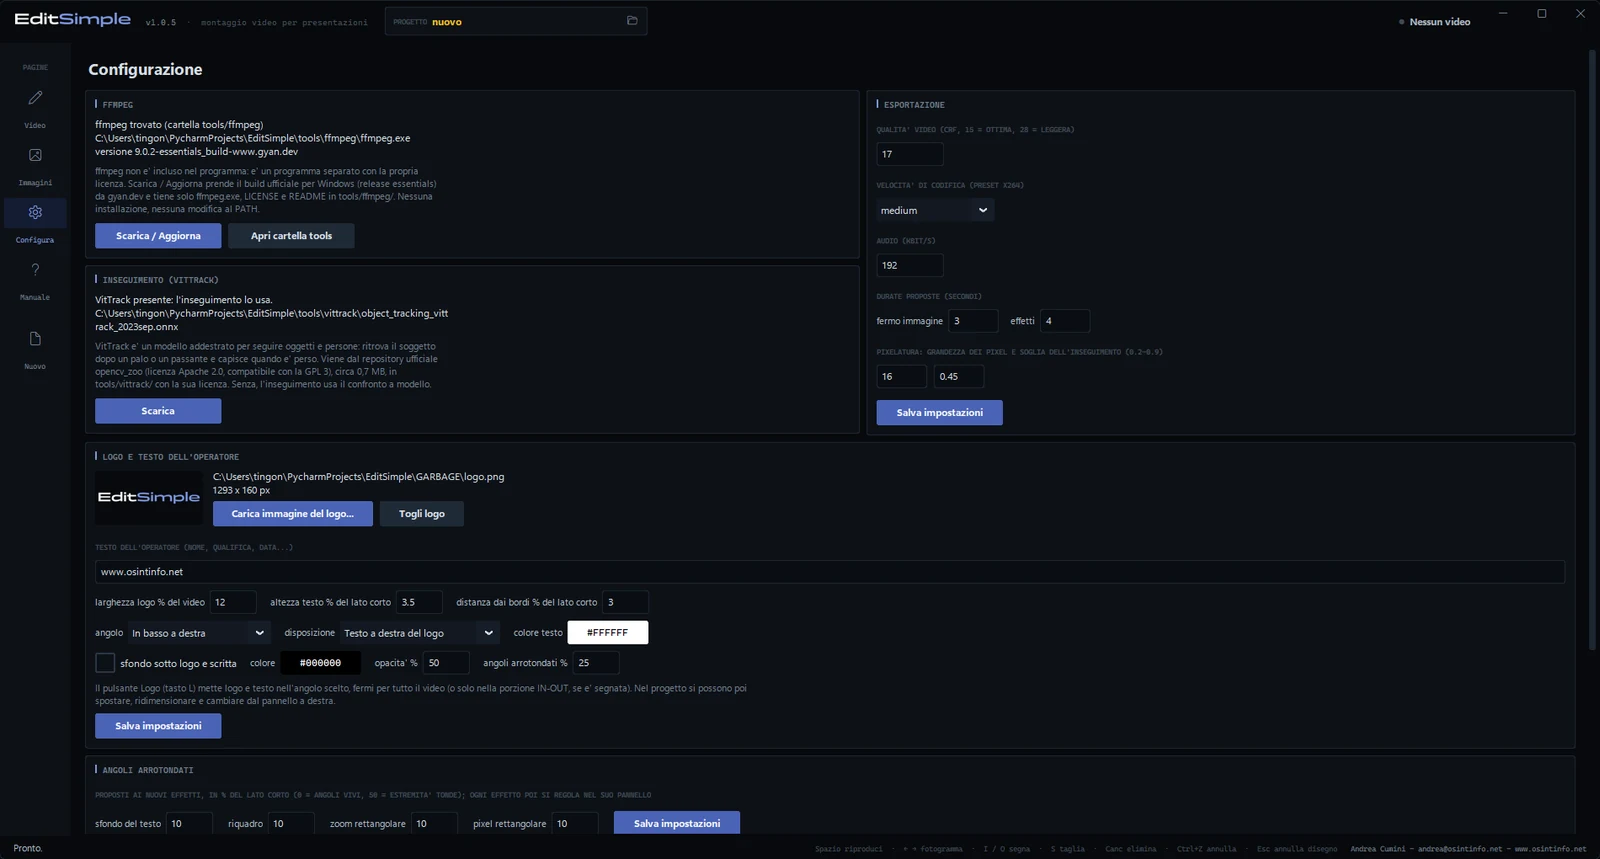 EditSimple v1.0.5 · montaggio video per presentazioni
PROGETTO nuovo
Nessun video
PAGINE
Video
Immagini
Configura
?
Manuale
Nuovo
Configurazione
FFMPEG
ffmpeg trovato (cartella tools/ffmpeg)
C:\Users\tingon\PycharmProjects\EditSimple\tools\ffmpeg\ffmpeg.exe
versione 9.0.2-essentials_build-www.gyan.dev
ffmpeg non e' incluso nel programma: e' un programma separato con la propria
licenza. Scarica / Aggiorna prende il build ufficiale per Windows (release essentials)
da gyan.dev e tiene solo ffmpeg.exe, LICENSE e README in tools/ffmpeg/. Nessuna
installazione, nessuna modifica al PATH.
Scarica / Aggiorna
Apri cartella tools
INSEGUIMENTO (VITTRACK)
VitTrack presente: l'inseguimento lo usa.
C:\Users\tingon\PycharmProjects\EditSimple\tools\vittrack\object_tracking_vitt
rack_2023sep.onnx
VitTrack e' un modello addestrato per seguire oggetti e persone: ritrova il soggetto
dopo un palo o un passante e capisce quando e' perso. Viene dal repository ufficiale
opencv_zoo (licenza Apache 2.0, compatibile con la GPL 3), circa 0,7 MB, in
tools/vittrack/ con la sua licenza. Senza, l'inseguimento usa il confronto a modello.
Scarica
ESPORTAZIONE
QUALITA' VIDEO (CRF, 15 = OTTIMA, 28 = LEGGERA)
17
VELOCITA' DI CODIFICA (PRESET X264)
medium
AUDIO (KBIT/S)
192
DURATE PROPOSTE (SECONDI)
fermo immagine 3 effetti 4
PIXELATURA: GRANDEZZA DEI PIXEL E SOGLIA DELL'INSEGUIMENTO (0.2-0.9)
16 0.45
Salva impostazioni
LOGO E TESTO DELL'OPERATORE
EditSimple
C:\Users\tingon\PycharmProjects\EditSimple\GARBAGE\logo.png
1293 x 160 px
Carica immagine del logo...
Togli logo
TESTO DELL'OPERATORE (NOME, QUALIFICA, DATA...)
www.osintinfo.net
larghezza logo % del video 12 altezza testo % del lato corto 3.5 distanza dai bordi % del lato corto 3
angolo In basso a destra disposizione Testo a destra del logo colore testo #FFFFFF
sfondo sotto logo e scritta colore #000000 opacita' % 50 angoli arrotondati % 25
Il pulsante Logo (tasto L) mette logo e testo nell'angolo scelto, fermi per tutto il video (o solo nella porzione IN-OUT, se e' segnata). Nel progetto si possono poi
spostare, ridimensionare e cambiare dal pannello a destra.
Salva impostazioni
ANGOLI ARROTONDATI
PROPOSTI AI NUOVI EFFETTI, IN % DEL LATO CORTO (0 = ANGOLI VIVI, 50 = ESTREMITA' TONDE); OGNI EFFETTO POI SI REGOLA NEL SUO PANNELLO
sfondo del testo 10 riquadro 10 zoom rettangolare 10 pixel rettangolare 10 Salva impostazioni
Pronto.
Spazio riproduci · ← → fotogramma · I / O segna · S taglia · Canc elimina · Ctrl+Z annulla · Esc annulla disegno Andrea Cumini – andrea@osintinfo.net – www.osintinfo.net